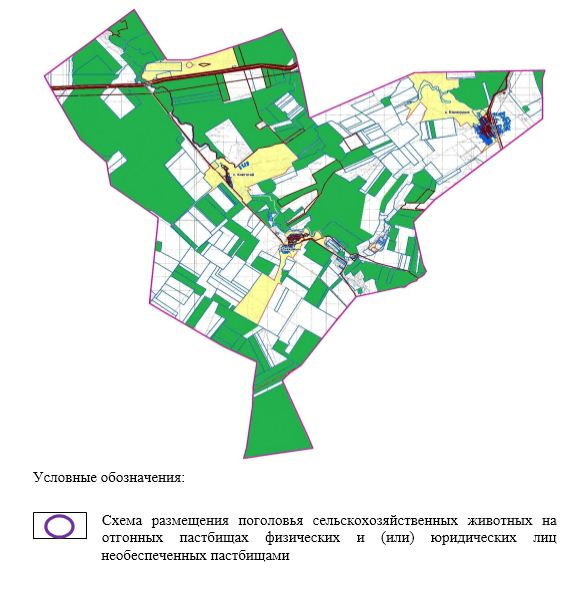 Условные обозначения:
Схема размещения поголовья сельскохозяйственных животных на
отгонных пастбищах физических и (или) юридических лиц
необеспеченных пастбищами